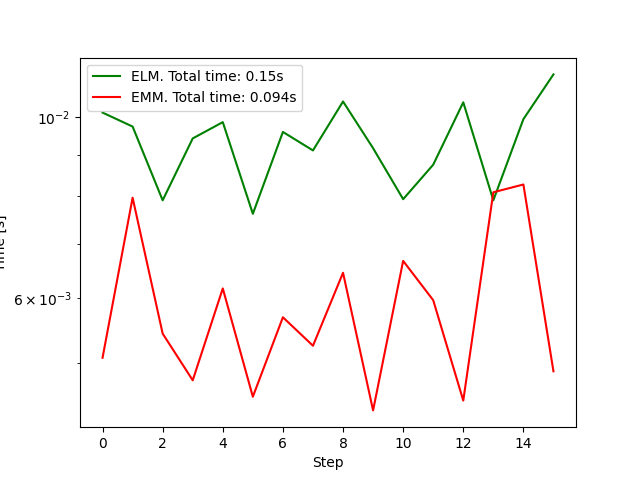 ELM. Total time: 0.15s
EMM. Total time: 0.094s
10⁻²
6 × 10⁻³
Time [s]
0 2 4 6 8 10 12 14
Step